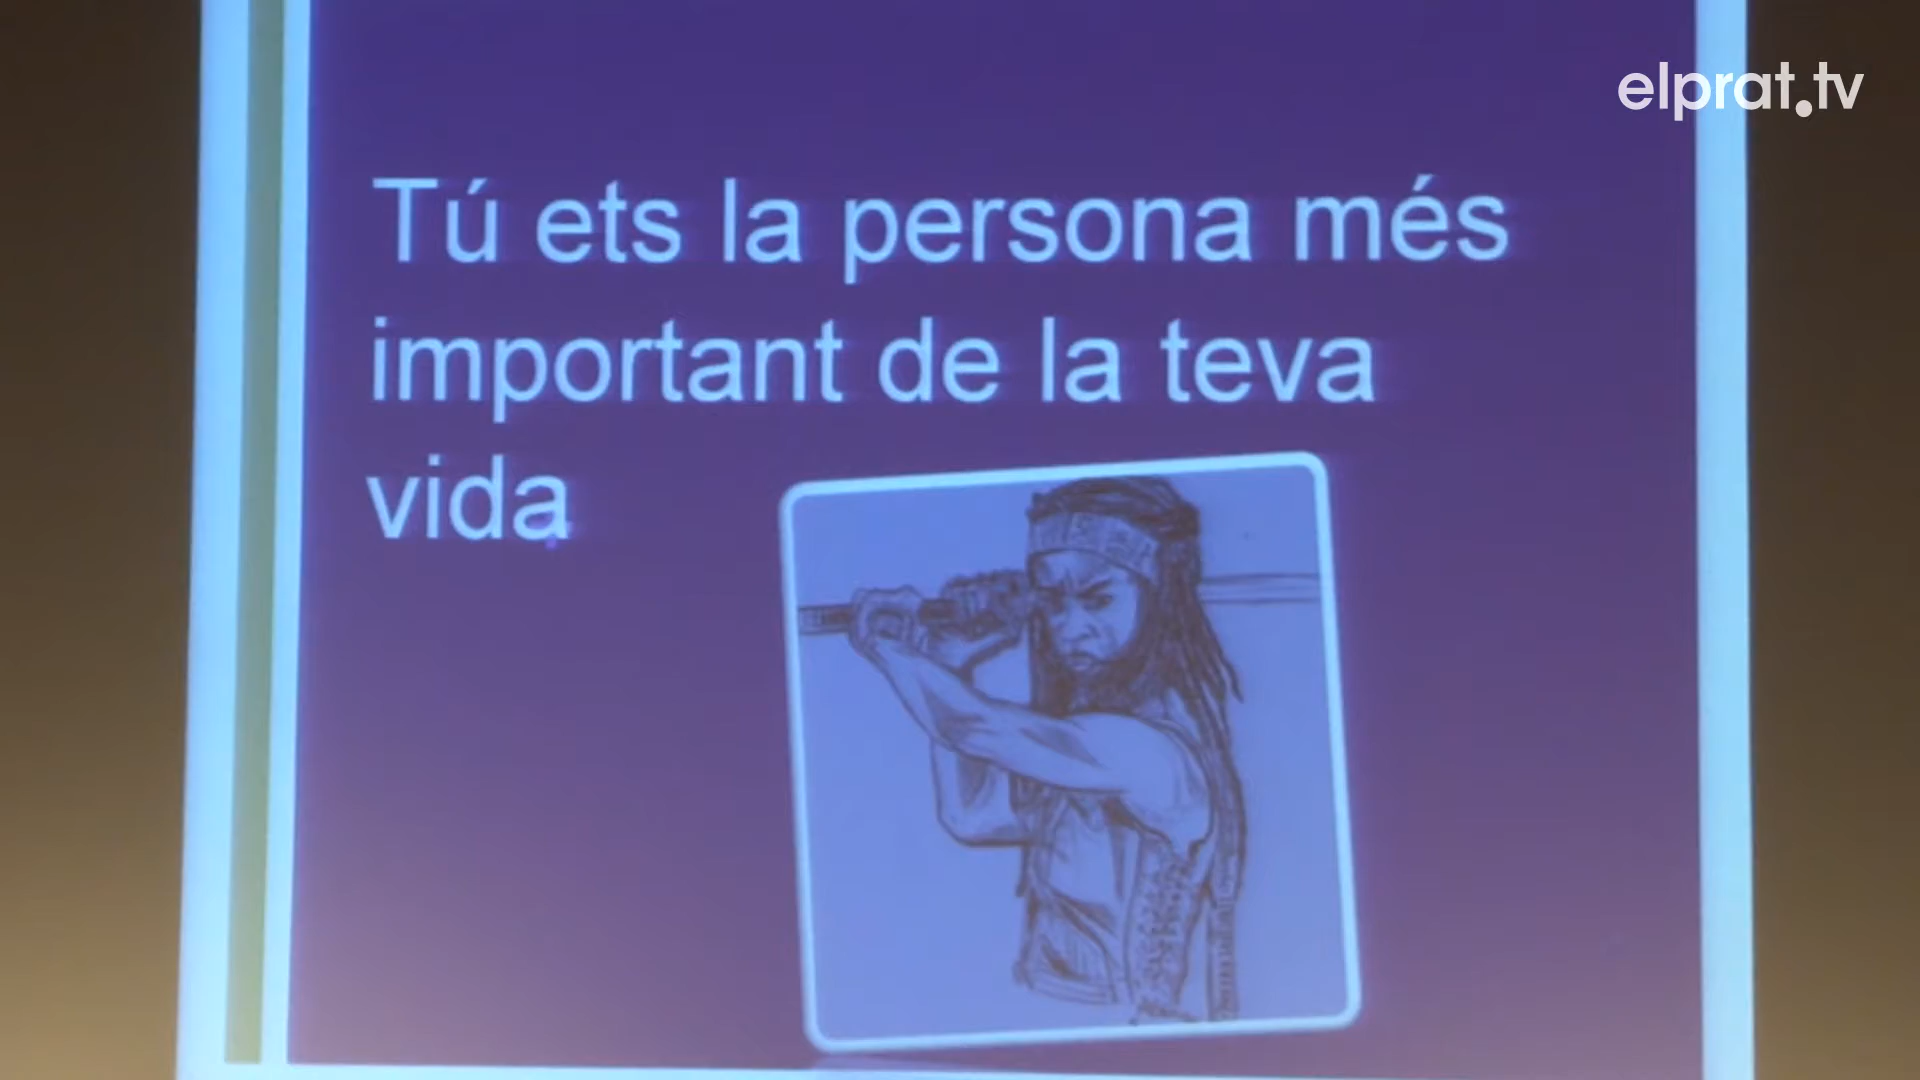 elprat.tv
Tú ets la persona més
important de la teva
vida